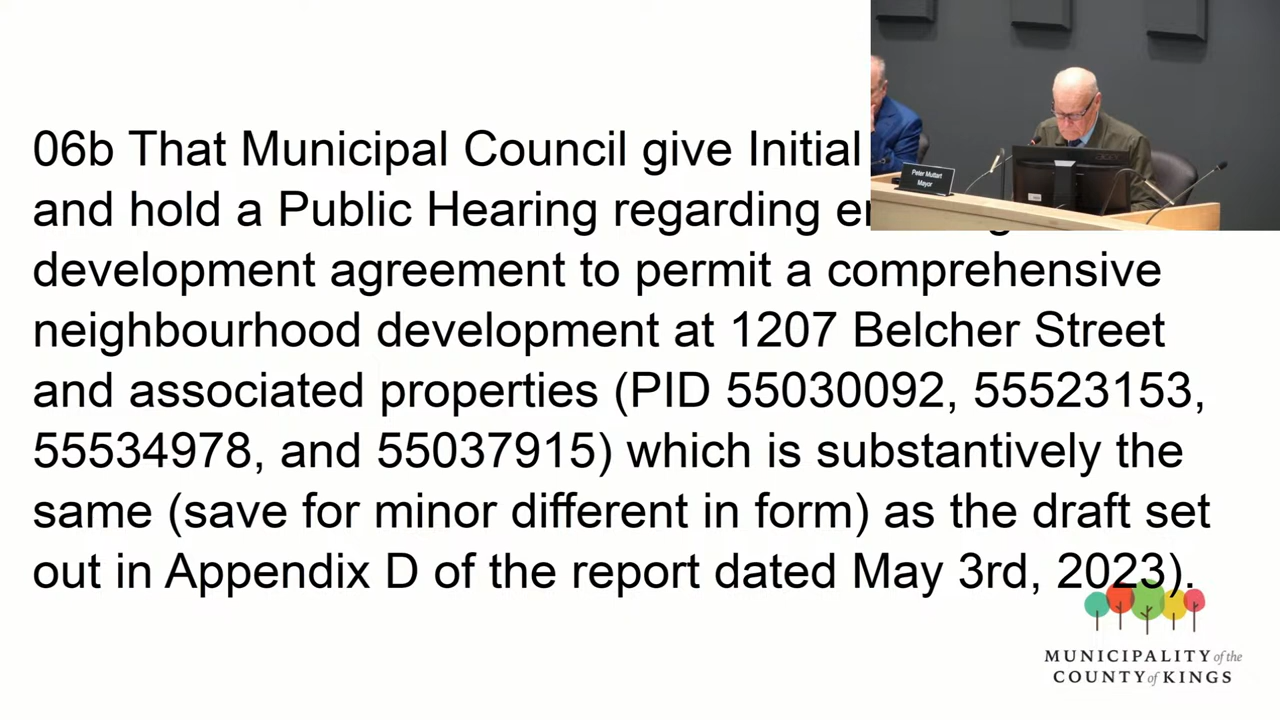 06b That Municipal Council give Initial
and hold a Public Hearing regarding
development agreement to permit a comprehensive
neighbourhood development at 1207 Belcher Street
and associated properties (PID 55030092, 55523153,
55534978, and 55037915) which is substantively the
same (save for minor different in form) as the draft set
out in Appendix D of the report dated May 3rd, 2023).
Peter Muttart
Mayor
acer
MUNICIPALITY of the
COUNTY of KINGS